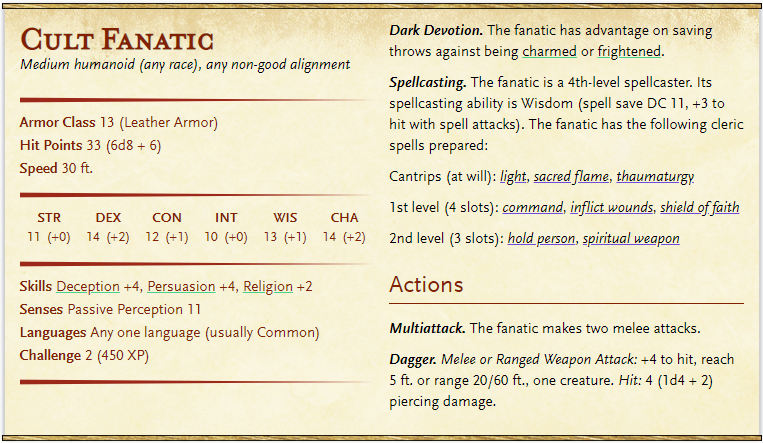 Cult Fanatic
Medium humanoid (any race), any non-good alignment
Armor Class 13 (Leather Armor)
Hit Points 33 (6d8 + 6)
Speed 30 ft.
STR DEX CON INT WIS CHA
11 (+0) 14 (+2) 12 (+1) 10 (+0) 13 (+1) 14 (+2)
Skills Deception +4, Persuasion +4, Religion +2
Senses Passive Perception 11
Languages Any one language (usually Common)
Challenge 2 (450 XP)
Dark Devotion. The fanatic has advantage on saving
throws against being charmed or frightened.
Spellcasting. The fanatic is a 4th-level spellcaster. Its
spellcasting ability is Wisdom (spell save DC 11, +3 to
hit with spell attacks). The fanatic has the following cleric
spells prepared:
Cantrips (at will): light, sacred flame, thaumaturgy
1st level (4 slots): command, inflict wounds, shield of faith
2nd level (3 slots): hold person, spiritual weapon
Actions
Multiattack. The fanatic makes two melee attacks.
Dagger. Melee or Ranged Weapon Attack: +4 to hit, reach
5 ft. or range 20/60 ft., one creature. Hit: 4 (1d4 + 2)
piercing damage.